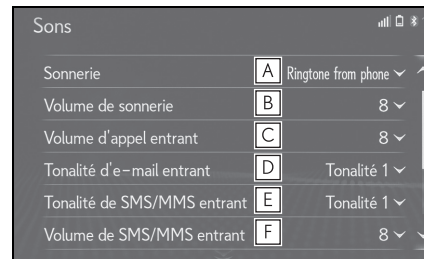 Sons
Sonnerie A Ringtone from phone
Volume de sonnerie B 8
Volume d'appel entrant C 8
Tonalité d'e-mail entrant D Tonalité 1
Tonalité de SMS/MMS entrant E Tonalité 1
Volume de SMS/MMS entrant F 8